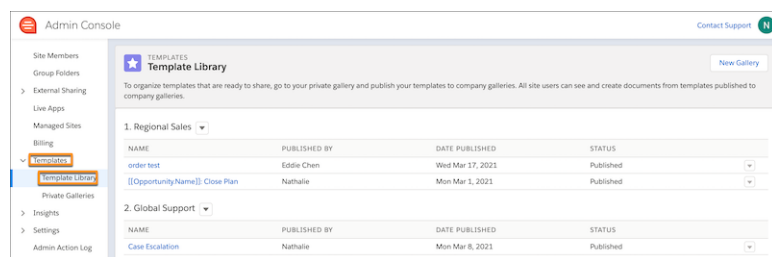 Admin Console
Contact Support
N
Site Members
Group Folders
External Sharing
Live Apps
Managed Sites
Billing
Templates
Template Library
Private Galleries
Insights
Settings
Admin Action Log
TEMPLATES
Template Library
New Gallery
To organize templates that are ready to share, go to your private gallery and publish your templates to company galleries. All site users can see and create documents from templates published to
company galleries.
1. Regional Sales
NAME PUBLISHED BY DATE PUBLISHED STATUS
order test Eddie Chen Wed Mar 17, 2021 Published
[[Opportunity.Name]]: Close Plan Nathalie Mon Mar 1, 2021 Published
2. Global Support
NAME PUBLISHED BY DATE PUBLISHED STATUS
Case Escalation Nathalie Mon Mar 8, 2021 Published